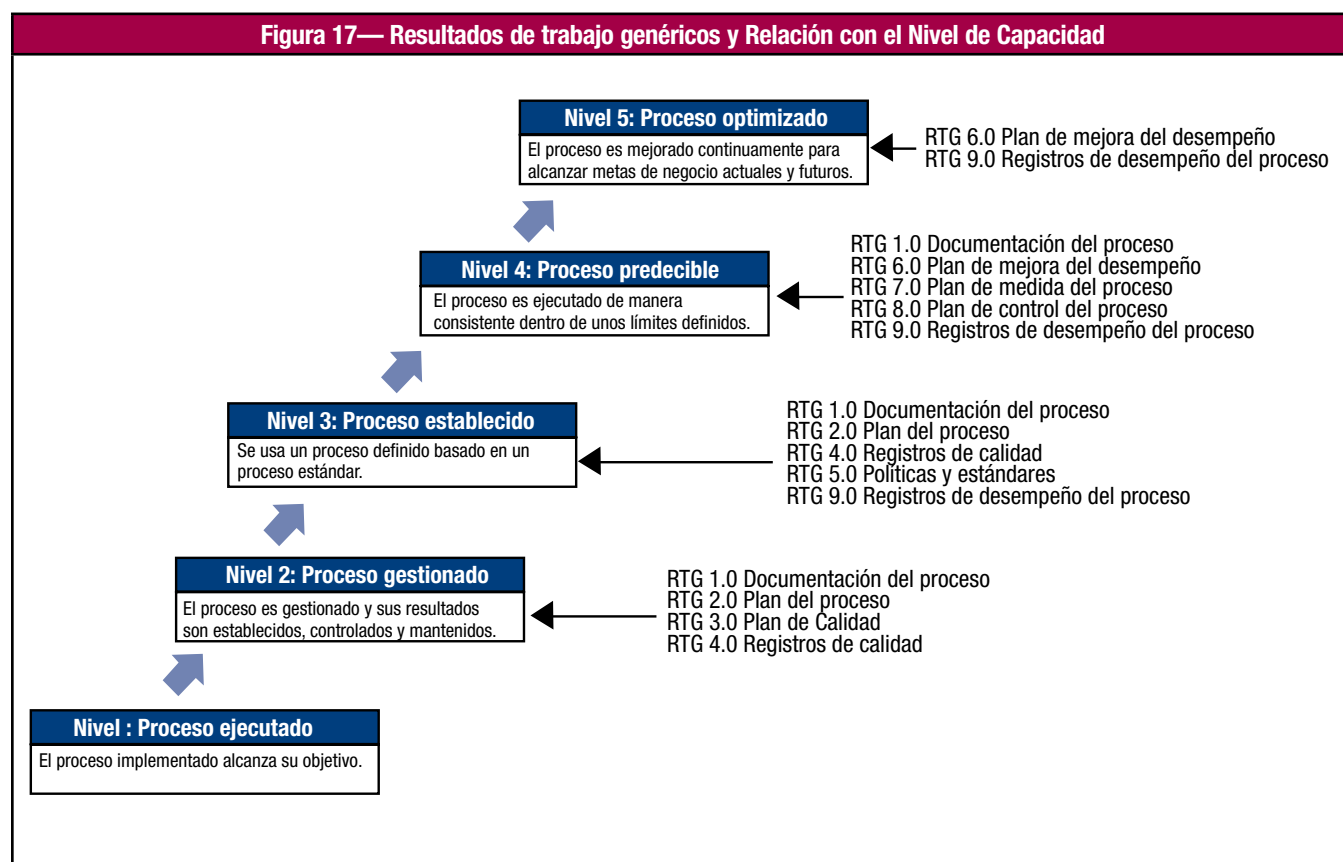 Figura 17— Resultados de trabajo genéricos y Relación con el Nivel de Capacidad
Nivel 5: Proceso optimizado
El proceso es mejorado continuamente para
alcanzar metas de negocio actuales y futuros.
RTG 6.0 Plan de mejora del desempeño
RTG 9.0 Registros de desempeño del proceso
Nivel 4: Proceso predecible
El proceso es ejecutado de manera
consistente dentro de unos límites definidos.
RTG 1.0 Documentación del proceso
RTG 6.0 Plan de mejora del desempeño
RTG 7.0 Plan de medida del proceso
RTG 8.0 Plan de control del proceso
RTG 9.0 Registros de desempeño del proceso
Nivel 3: Proceso establecido
Se usa un proceso definido basado en un
proceso estándar.
RTG 1.0 Documentación del proceso
RTG 2.0 Plan del proceso
RTG 4.0 Registros de calidad
RTG 5.0 Políticas y estándares
RTG 9.0 Registros de desempeño del proceso
Nivel 2: Proceso gestionado
El proceso es gestionado y sus resultados
son establecidos, controlados y mantenidos.
RTG 1.0 Documentación del proceso
RTG 2.0 Plan del proceso
RTG 3.0 Plan de Calidad
RTG 4.0 Registros de calidad
Nivel : Proceso ejecutado
El proceso implementado alcanza su objetivo.